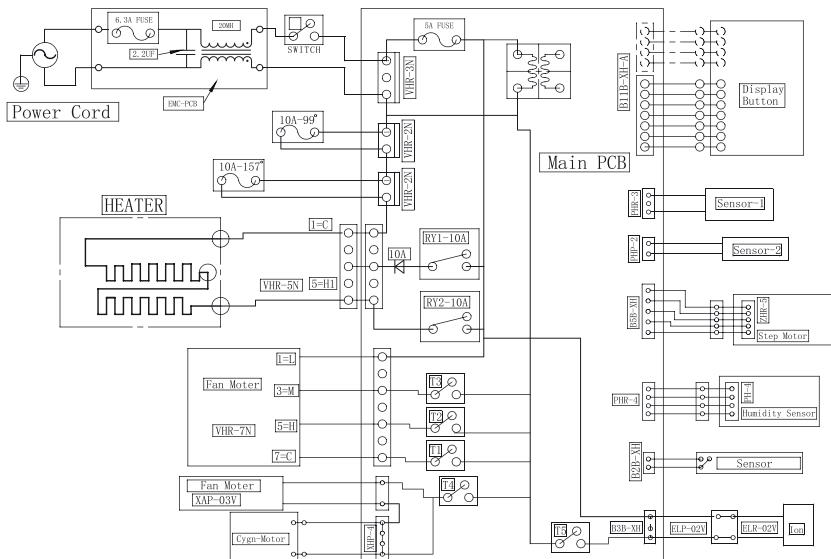 6.3A FUSE
20MH
2.2UF
SWITCH
EMC-PCB
Power Cord
5A FUSE
VHR-3N
10A-99°
VHR-2N
10A-157°
VHR-2N
Main PCB
B11B-XH-A
Display
Button
HEATER
1=C
5=H1
VHR-5N
10A
RY1-10A
RY2-10A
PHR-3
Sensor-1
PHP-2
Sensor-2
B5B-XH
ZHR-5
Step Motor
1=L
Fan Moter
3=M
VHR-7N
5=H
7=C
T3
T2
T1
PHR-4
PH-4
Humidity Sensor
B2B-XH
Sensor
Fan Moter
XAP-03V
T4
Cygn-Motor
XHP-4
T5
B3B-XH
ELP-02V
ELR-02V
Ion